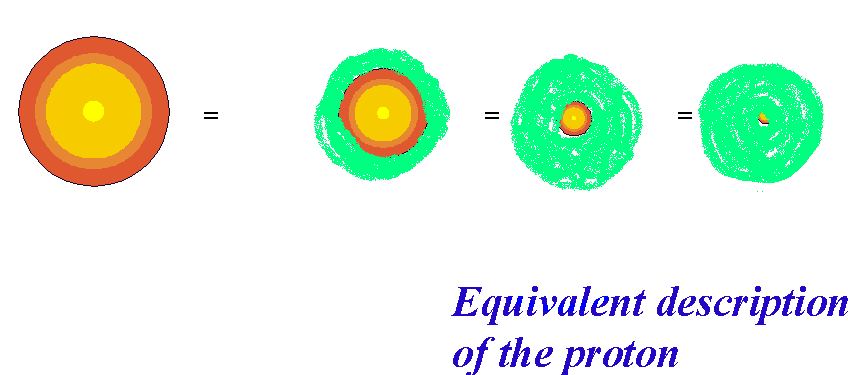 = = =
Equivalent description
of the proton